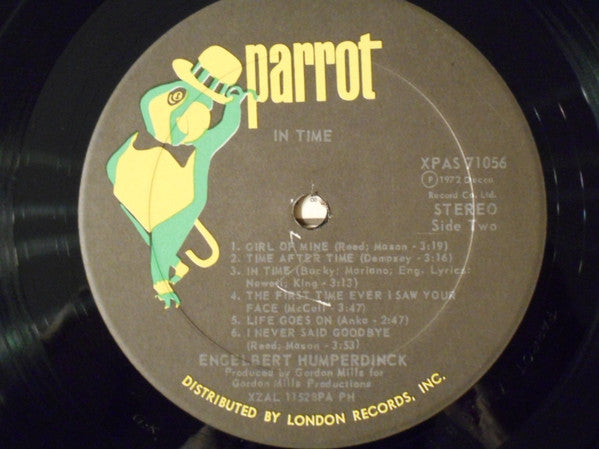 parrot
IN TIME
XPAS 71056
Ⓟ 1972 Decca
Record Co. Ltd.
STEREO
Side Two
1. GIRL OF MINE (Reed; Mason - 3:19)
2. TIME AFTER TIME (Dempsey - 3:16)
3. IN TIME (Backy; Mariano; Eng. Lyrics:
Newell; King - 3:13)
4. THE FIRST TIME EVER I SAW YOUR
FACE (McColl - 3:47)
5. LIFE GOES ON (Anka - 2:47)
6. I NEVER SAID GOODBYE
(Reed; Mason - 3:53)
ENGELBERT HUMPERDINCK
Produced by Gordon Mills for
Gordon Mills Productions
XZAL 11528PA PH
DISTRIBUTED BY LONDON RECORDS, INC.